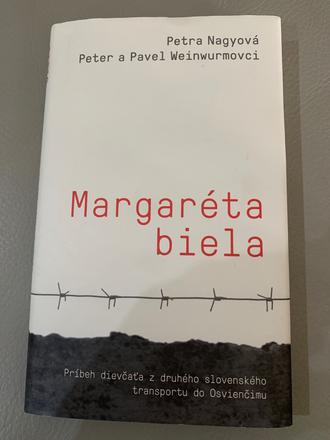 Petra Nagyová
Peter a Pavel Weinwurmovci
Margaréta
biela
Príbeh dievčaťa z druhého slovenského
transportu do Osvienčimu